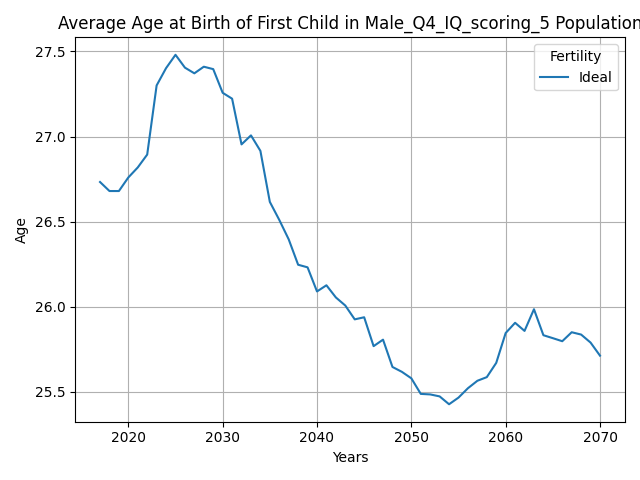 Average Age at Birth of First Child in Male_Q4_IQ_scoring_5 Population
27.5
27.0
26.5
26.0
25.5
Age
Fertility
Ideal
2020 2030 2040 2050 2060 2070
Years